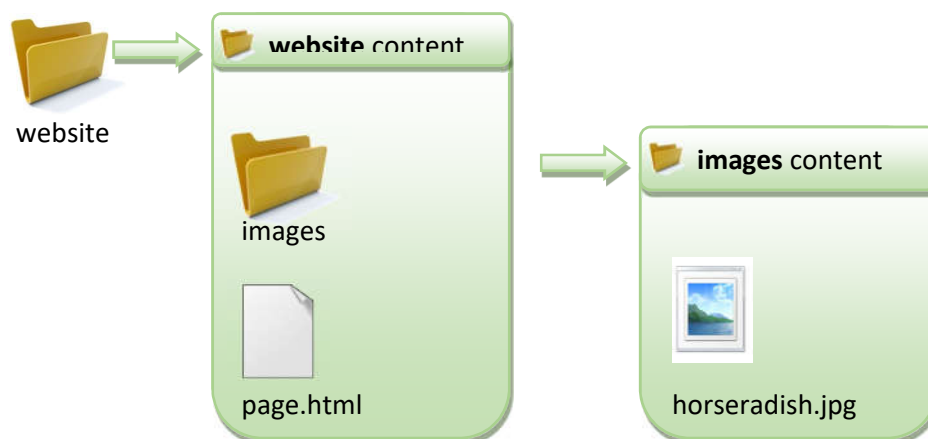 website
website content
images
page.html
images content
horseradish.jpg